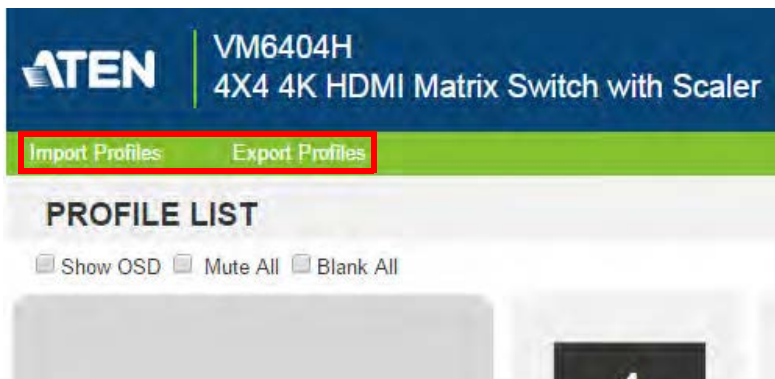 ATEN
VM6404H
4X4 4K HDMI Matrix Switch with Scaler
Import Profiles Export Profiles
PROFILE LIST
Show OSD Mute All Blank All